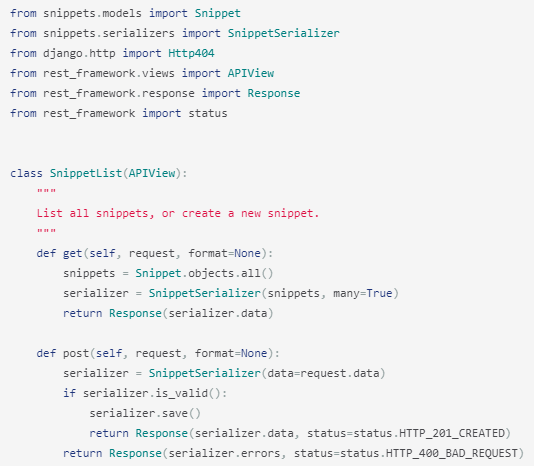 from snippets.models import Snippet
from snippets.serializers import SnippetSerializer
from django.http import Http404
from rest_framework.views import APIView
from rest_framework.response import Response
from rest_framework import status


class SnippetList(APIView):
    """
    List all snippets, or create a new snippet.
    """
    def get(self, request, format=None):
        snippets = Snippet.objects.all()
        serializer = SnippetSerializer(snippets, many=True)
        return Response(serializer.data)

    def post(self, request, format=None):
        serializer = SnippetSerializer(data=request.data)
        if serializer.is_valid():
            serializer.save()
            return Response(serializer.data, status=status.HTTP_201_CREATED)
        return Response(serializer.errors, status=status.HTTP_400_BAD_REQUEST)